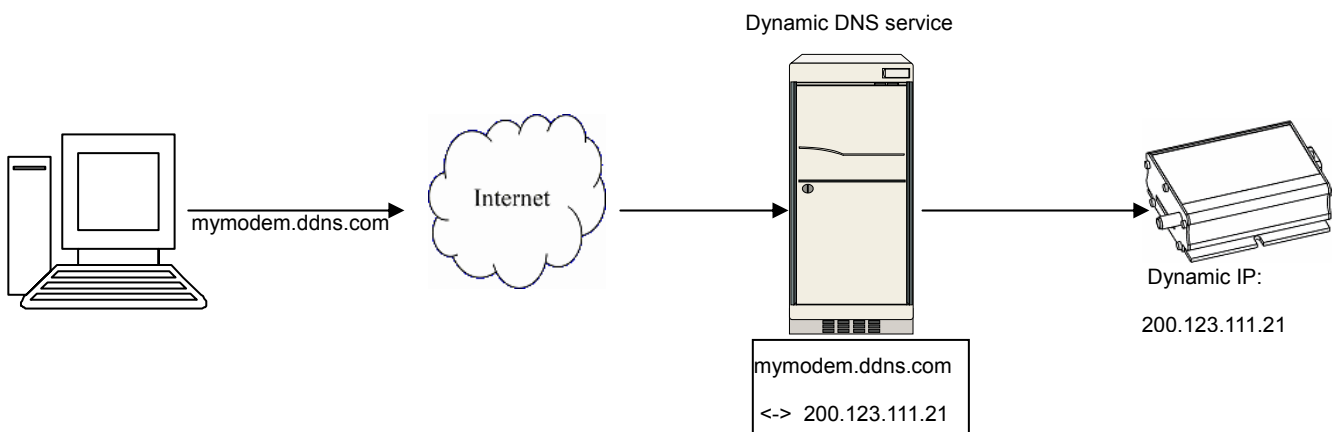 Dynamic DNS service
mymodem.ddns.com
Internet
Dynamic IP:
200.123.111.21
mymodem.ddns.com
<-> 200.123.111.21